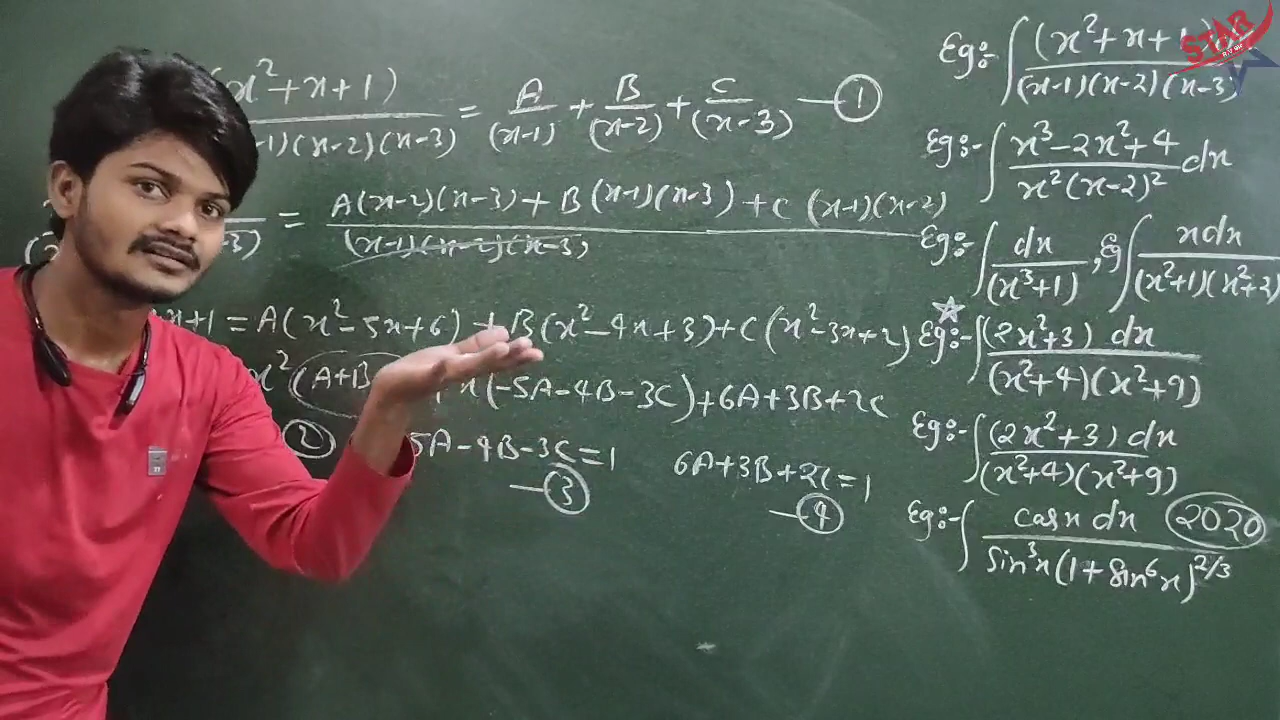 (x²+x+1) / -1)(x-2)(x-3) = A/(x-1) + B/(x-2) + C/(x-3) — ①
-3) = A(x-2)(x-3) + B(x-1)(x-3) + C(x-1)(x-2) / (x-1)(x-2)(x-3)
x+1 = A(x²-5x+6) + B(x²-4x+3) + C(x²-3x+2)
x²(A+B x(-5A-4B-3C)+6A+3B+2C
②
5A-4B-3C=1 — ③
6A+3B+2C=1 — ④
Eg:- ∫ (x²+x+1) / (x-1)(x-2)(x-3)
Eg:- ∫ x³-2x²+4 / x²(x-2)² dx
Eg:- ∫ dx / (x³+1) , Eg ∫ xdx / (x²+1)(x²+2)
Eg:- ∫ (2x²+3) dx / (x²+4)(x²+9)
Eg:- ∫ (2x²+3) dx / (x²+4)(x²+9)
Eg:- ∫ cosx dx / sin³x(1+sin⁶x)^2/3 2020
STAR